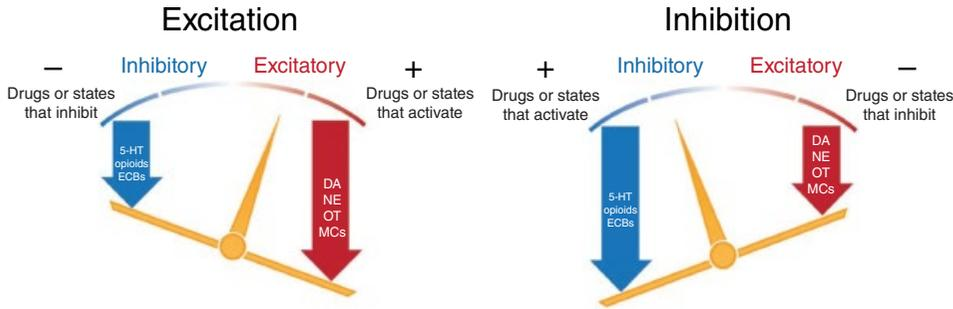 Excitation
− Inhibitory Excitatory +
Drugs or states
that inhibit
Drugs or states
that activate
5-HT
opioids
ECBs
DA
NE
OT
MCs
Inhibition
+ Inhibitory Excitatory −
Drugs or states
that activate
Drugs or states
that inhibit
5-HT
opioids
ECBs
DA
NE
OT
MCs